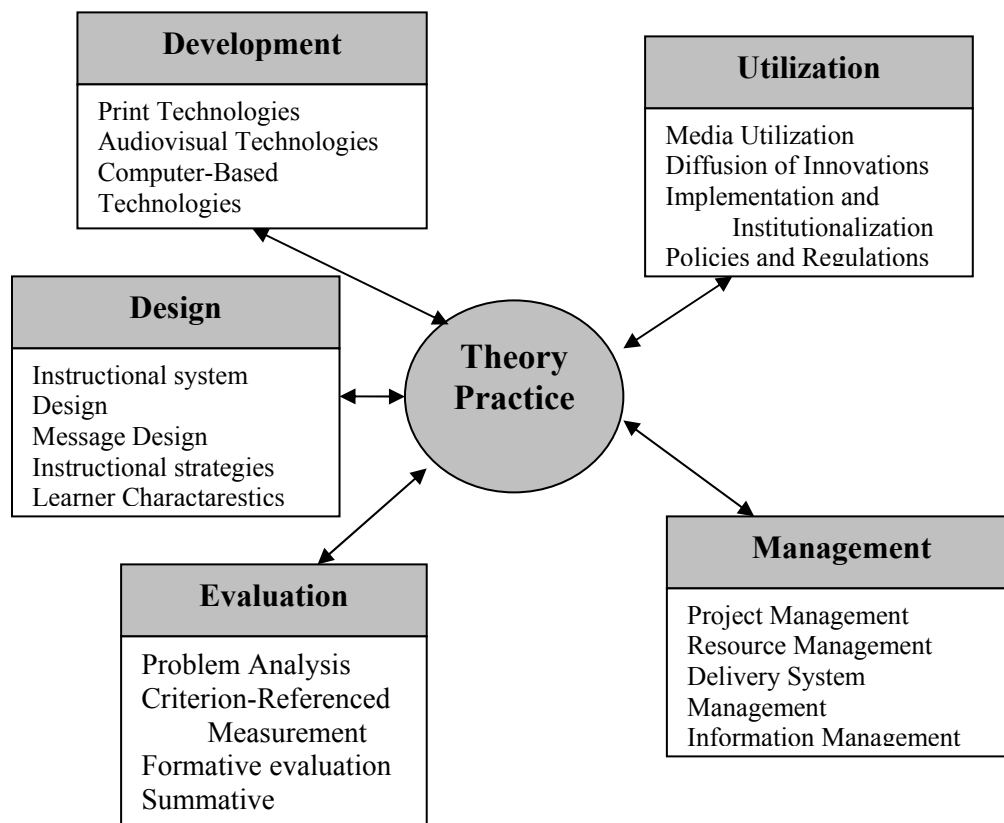 Development
Print Technologies
Audiovisual Technologies
Computer-Based
Technologies
Utilization
Media Utilization
Diffusion of Innovations
Implementation and
Institutionalization
Policies and Regulations
Design
Instructional system
Design
Message Design
Instructional strategies
Learner Charactarestics
Theory
Practice
Evaluation
Problem Analysis
Criterion-Referenced
Measurement
Formative evaluation
Summative
Management
Project Management
Resource Management
Delivery System
Management
Information Management